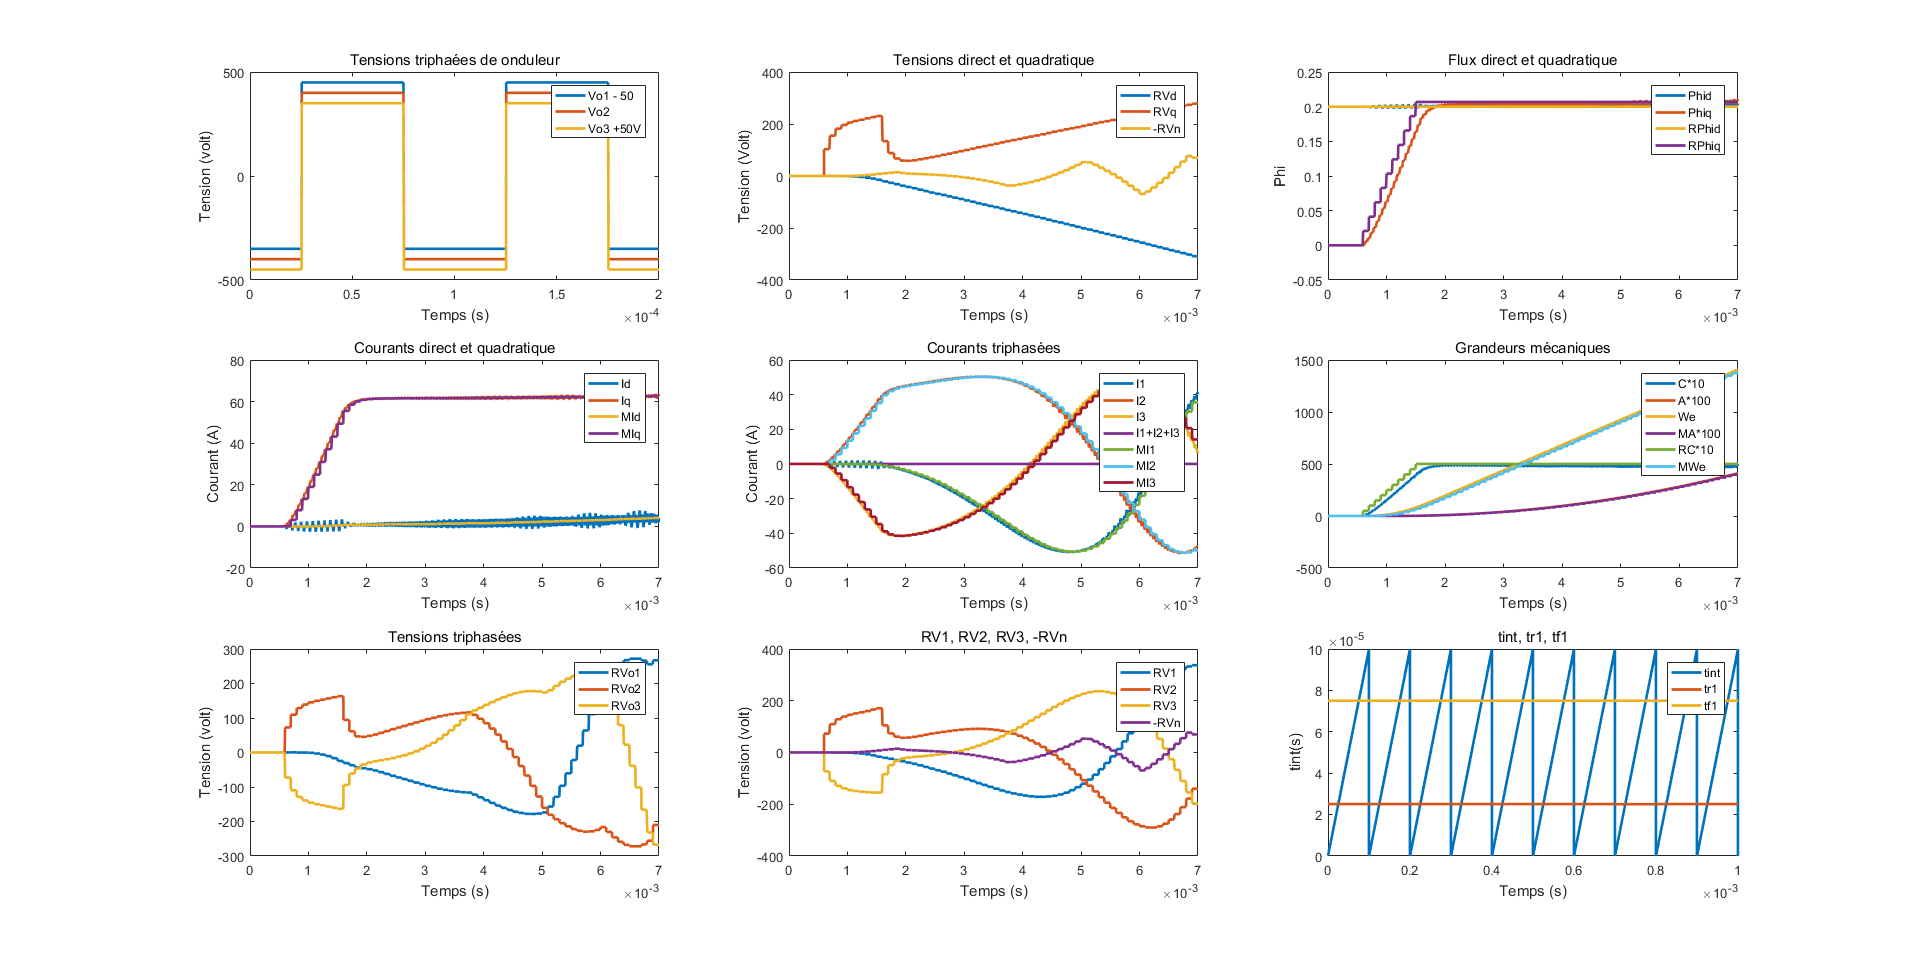 Tensions triphaées de onduleur
500
0
-500
Tension (volt)
Vo1 - 50
Vo2
Vo3 +50V
0 0.5 1 1.5 2
Temps (s)
×10-4
Tensions direct et quadratique
400
200
0
-200
-400
Tension (Volt)
RVd
RVq
-RVn
0 1 2 3 4 5 6 7
Temps (s)
×10-3
Flux direct et quadratique
0.25
0.2
0.15
0.1
0.05
0
-0.05
Phi
Phid
Phiq
RPhid
RPhiq
0 1 2 3 4 5 6 7
Temps (s)
×10-3
Courants direct et quadratique
80
60
40
20
0
-20
Courant (A)
Id
Iq
MId
MIq
0 1 2 3 4 5 6 7
Temps (s)
×10-3
Courants triphasées
60
40
20
0
-20
-40
-60
Courant (A)
I1
I2
I3
I1+I2+I3
MI1
MI2
MI3
0 1 2 3 4 5 6 7
Temps (s)
×10-3
Grandeurs mécaniques
1500
1000
500
0
-500
C*10
A*100
We
MA*100
RC*10
MWe
0 1 2 3 4 5 6 7
Temps (s)
×10-3
Tensions triphasées
300
200
100
0
-100
-200
-300
Tension (volt)
RVo1
RVo2
RVo3
0 1 2 3 4 5 6 7
Temps (s)
×10-3
RV1, RV2, RV3, -RVn
400
200
0
-200
-400
Tension (volt)
RV1
RV2
RV3
-RVn
0 1 2 3 4 5 6 7
Temps (s)
×10-3
tint, tr1, tf1
×10-5
10
8
6
4
2
0
tint(s)
tint
tr1
tf1
0 0.2 0.4 0.6 0.8 1
Temps (s)
×10-3